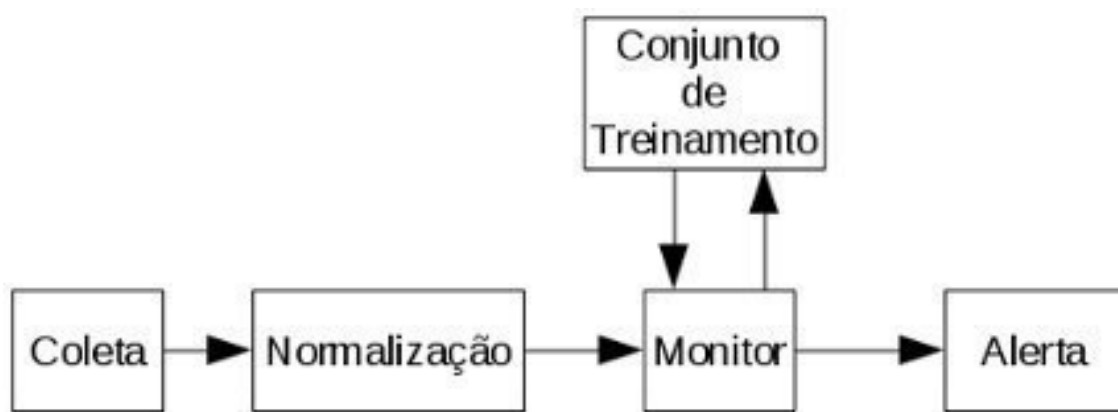 Conjunto
de
Treinamento
Coleta
Normalização
Monitor
Alerta